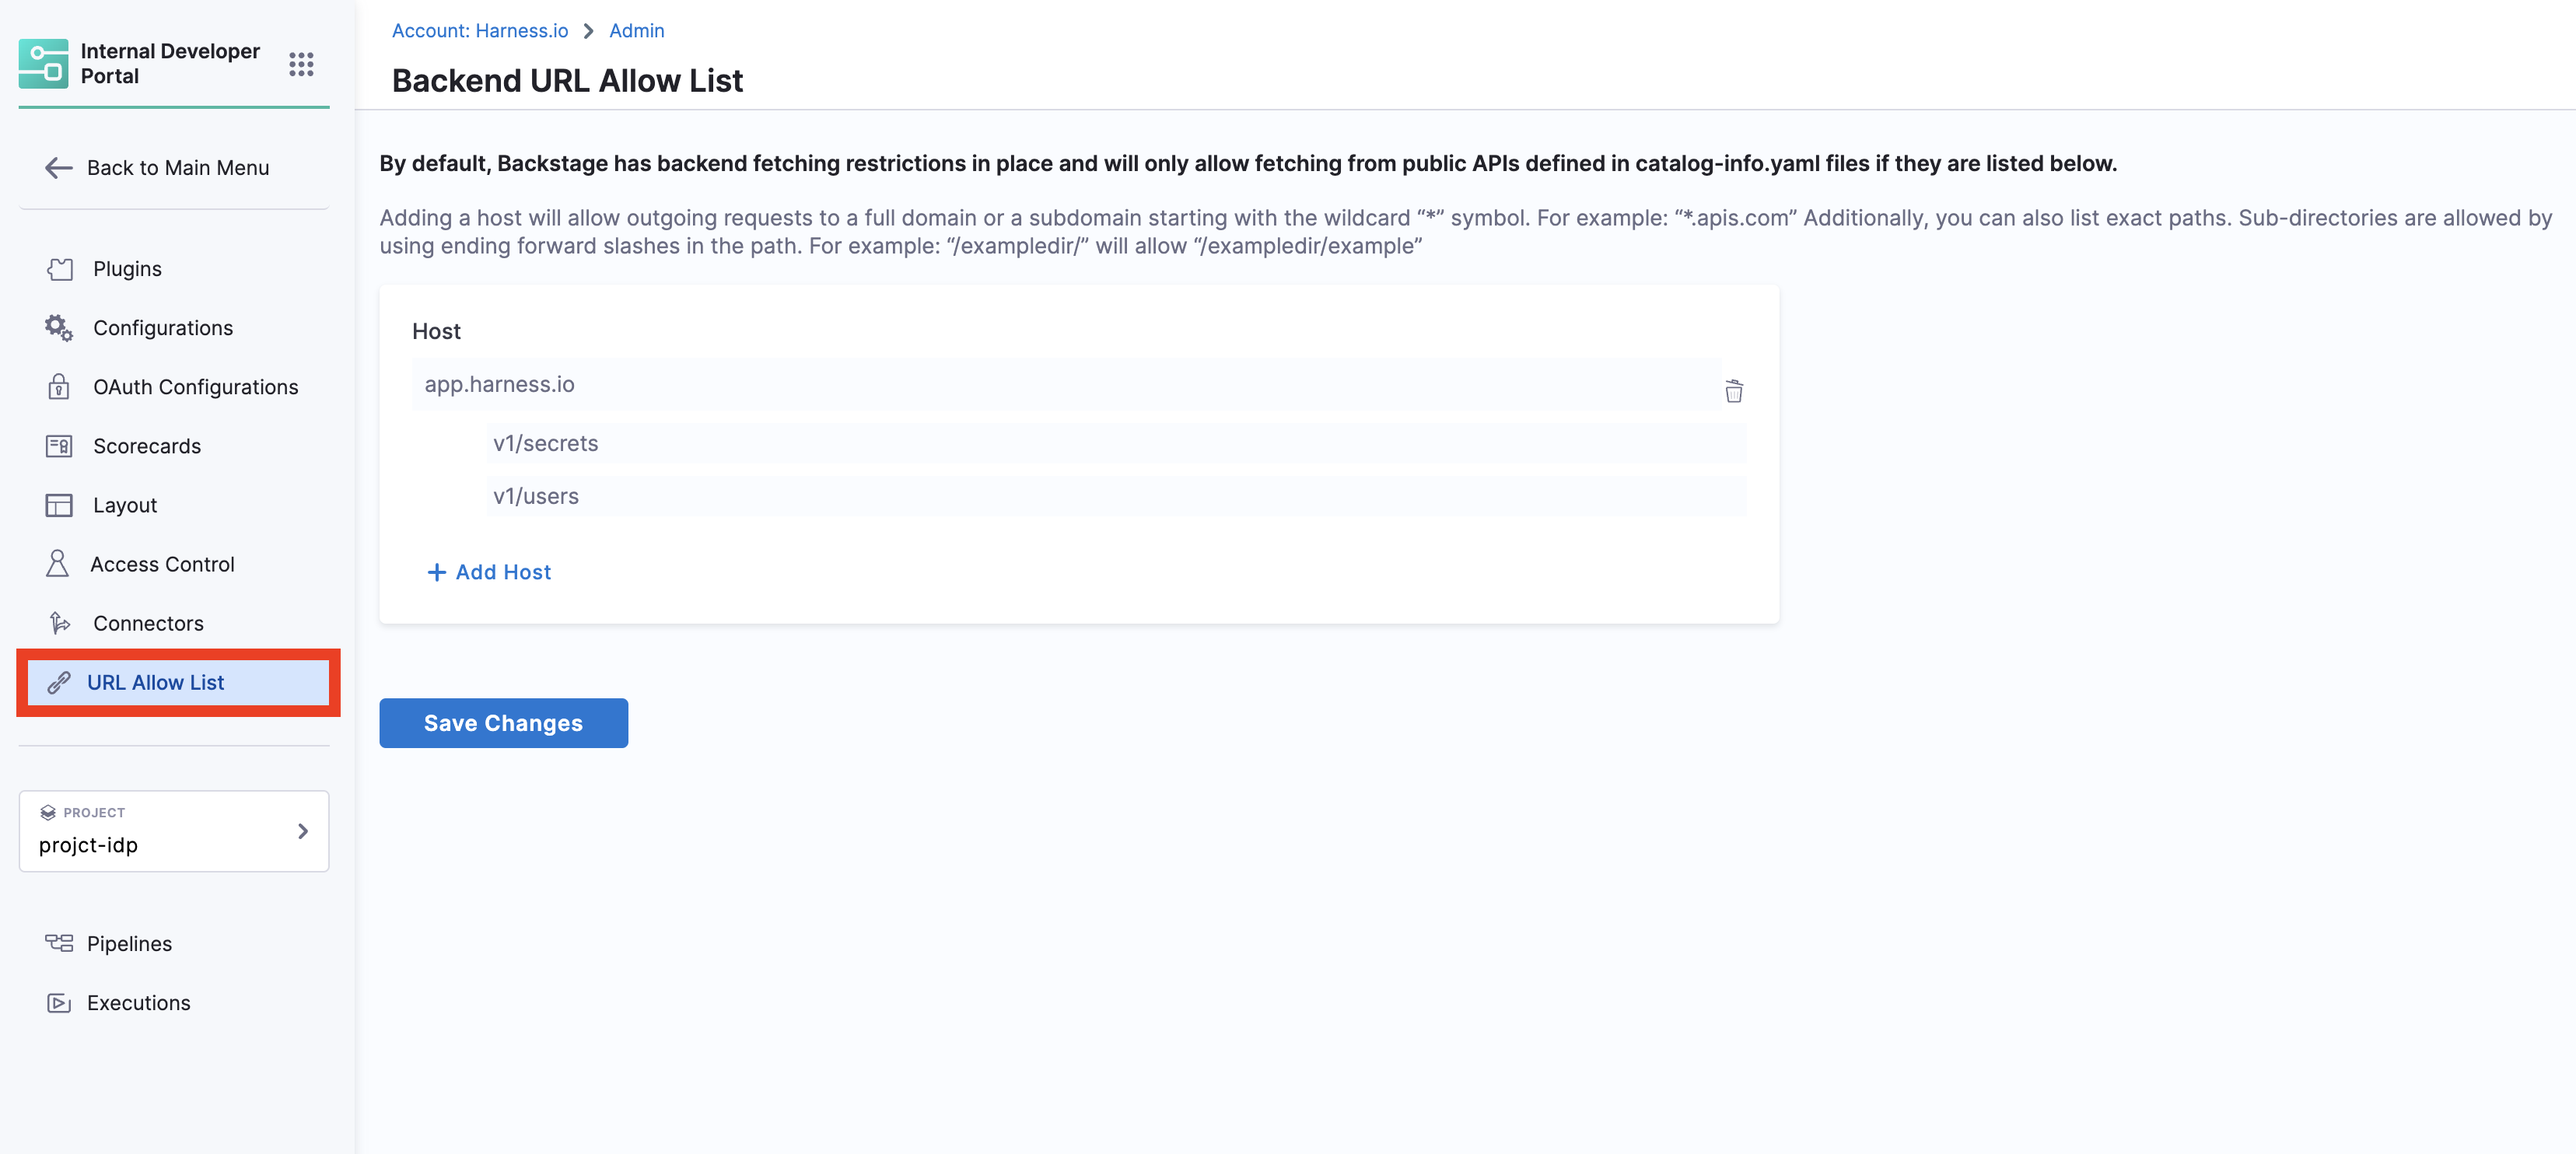 Internal Developer
Portal
Back to Main Menu
Plugins
Configurations
OAuth Configurations
Scorecards
Layout
Access Control
Connectors
URL Allow List
PROJECT
projct-idp
Pipelines
Executions
Account: Harness.io > Admin
Backend URL Allow List
By default, Backstage has backend fetching restrictions in place and will only allow fetching from public APIs defined in catalog-info.yaml files if they are listed below.
Adding a host will allow outgoing requests to a full domain or a subdomain starting with the wildcard “*” symbol. For example: “*.apis.com” Additionally, you can also list exact paths. Sub-directories are allowed by
using ending forward slashes in the path. For example: “/exampledir/” will allow “/exampledir/example”
Host
app.harness.io
v1/secrets
v1/users
+ Add Host
Save Changes